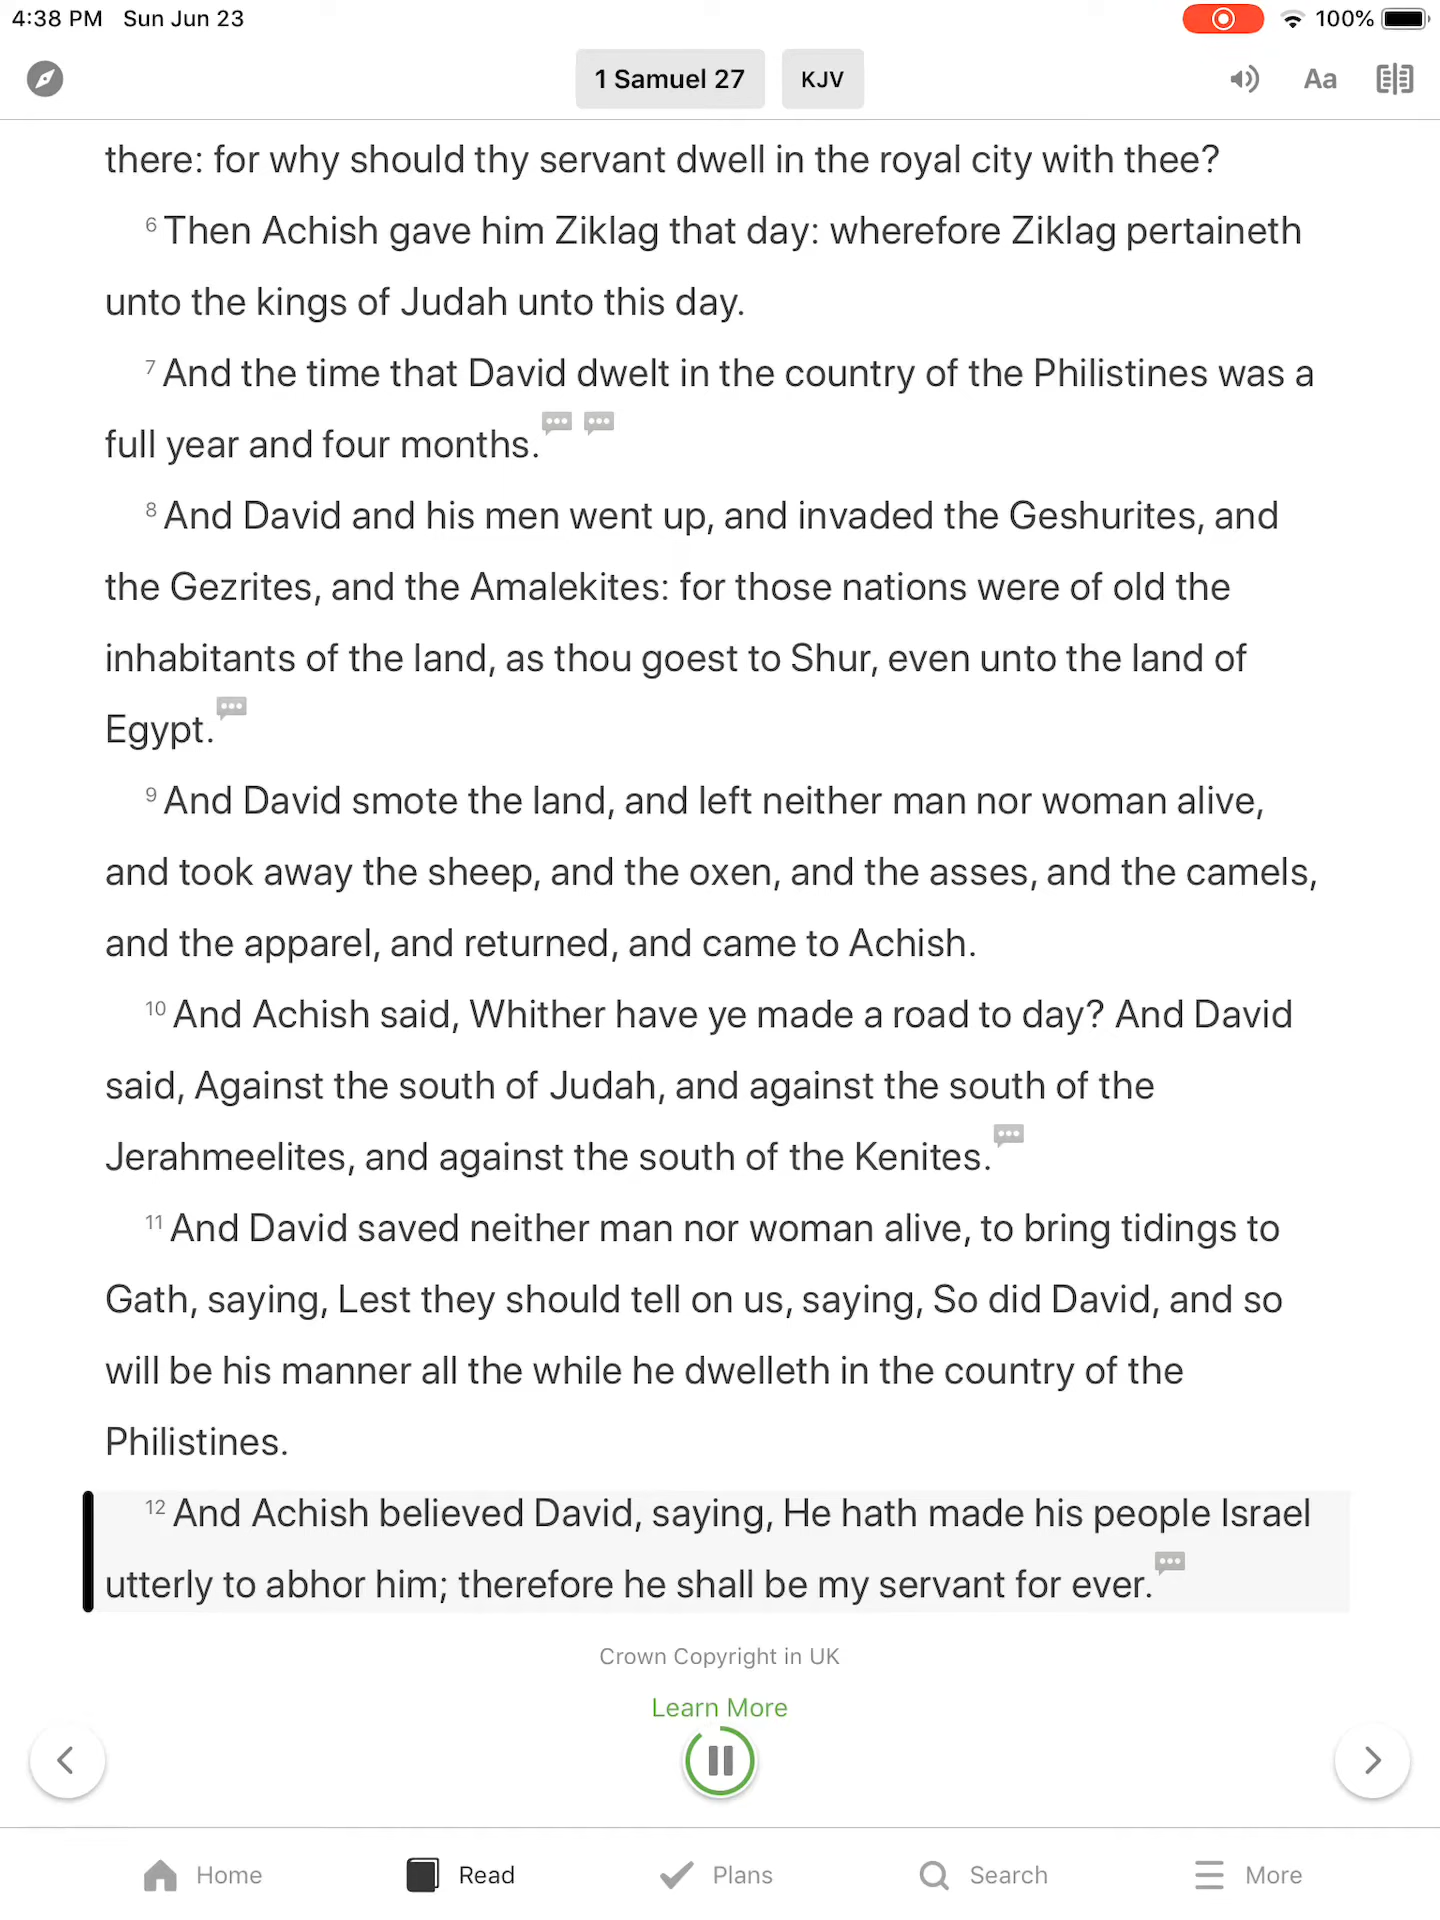 4:38 PM Sun Jun 23 100%
1 Samuel 27 KJV Aa
there: for why should thy servant dwell in the royal city with thee?
6 Then Achish gave him Ziklag that day: wherefore Ziklag pertaineth
unto the kings of Judah unto this day.
7 And the time that David dwelt in the country of the Philistines was a
full year and four months.
8 And David and his men went up, and invaded the Geshurites, and
the Gezrites, and the Amalekites: for those nations were of old the
inhabitants of the land, as thou goest to Shur, even unto the land of
Egypt.
9 And David smote the land, and left neither man nor woman alive,
and took away the sheep, and the oxen, and the asses, and the camels,
and the apparel, and returned, and came to Achish.
10 And Achish said, Whither have ye made a road to day? And David
said, Against the south of Judah, and against the south of the
Jerahmeelites, and against the south of the Kenites.
11 And David saved neither man nor woman alive, to bring tidings to
Gath, saying, Lest they should tell on us, saying, So did David, and so
will be his manner all the while he dwelleth in the country of the
Philistines.
12 And Achish believed David, saying, He hath made his people Israel
utterly to abhor him; therefore he shall be my servant for ever.
Crown Copyright in UK
Learn More
Home Read Plans Search More